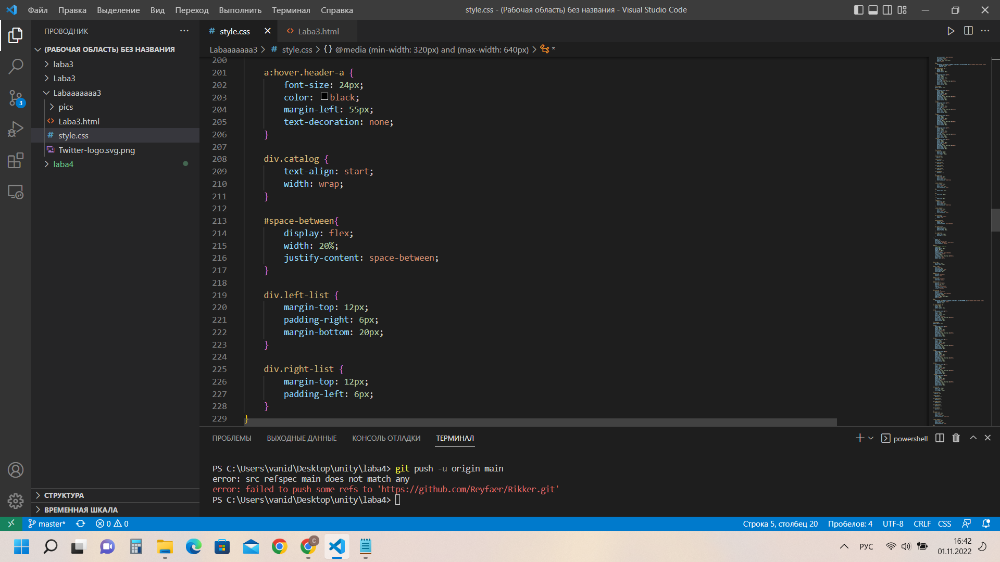 Файл Правка Выделение Вид Переход Выполнить Терминал Справка
style.css - (Рабочая область) без названия - Visual Studio Code
ПРОВОДНИК
(РАБОЧАЯ ОБЛАСТЬ) БЕЗ НАЗВАНИЯ
laba3
Laba3
Labaaaaaaa3
pics
Laba3.html
style.css
Twitter-logo.svg.png
laba4
3
СТРУКТУРА
ВРЕМЕННАЯ ШКАЛА
# style.css
Laba3.html
Labaaaaaaa3 > # style.css > {} @media (min-width: 320px) and (max-width: 640px) > *
200
201 a:hover.header-a {
202 font-size: 24px;
203 color: black;
204 margin-left: 55px;
205 text-decoration: none;
206 }
207
208 div.catalog {
209 text-align: start;
210 width: wrap;
211 }
212
213 #space-between{
214 display: flex;
215 width: 20%;
216 justify-content: space-between;
217 }
218
219 div.left-list {
220 margin-top: 12px;
221 padding-right: 6px;
222 margin-bottom: 20px;
223 }
224
225 div.right-list {
226 margin-top: 12px;
227 padding-left: 6px;
228 }
229 }
ПРОБЛЕМЫ ВЫХОДНЫЕ ДАННЫЕ КОНСОЛЬ ОТЛАДКИ ТЕРМИНАЛ
powershell
PS C:\Users\vanid\Desktop\unity\laba4> git push -u origin main
error: src refspec main does not match any
error: failed to push some refs to 'https://github.com/Reyfaer/Rikker.git'
PS C:\Users\vanid\Desktop\unity\laba4>
master* 0 0
Строка 5, столбец 20 Пробелов: 4 UTF-8 CRLF CSS
C
РУС
16:42
01.11.2022